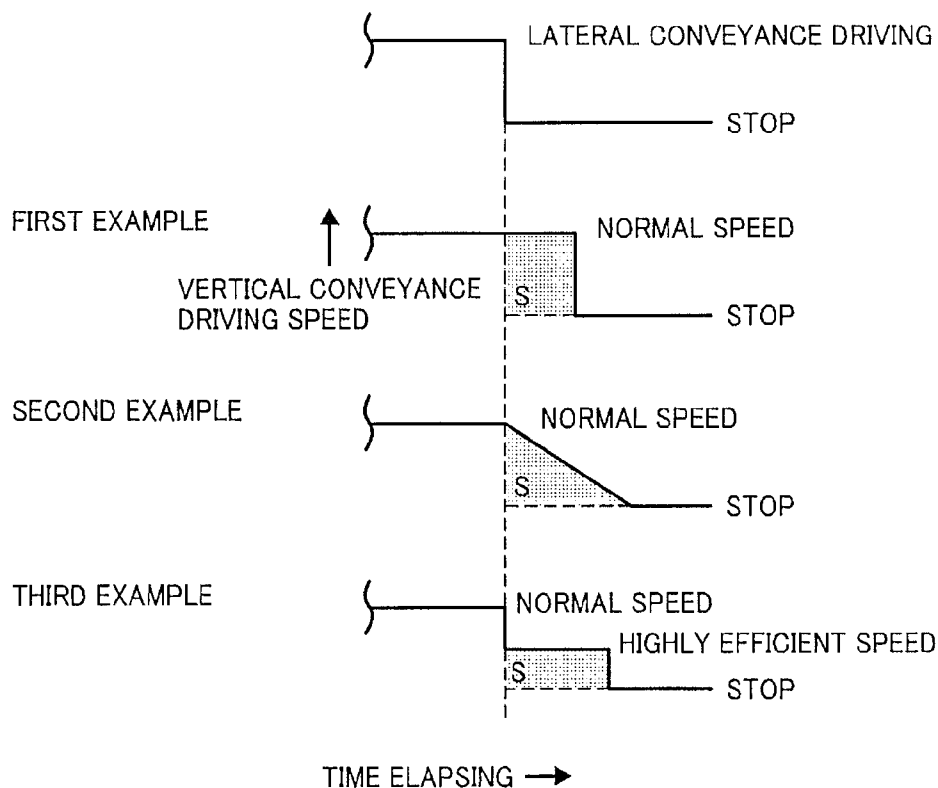 LATERAL CONVEYANCE DRIVING
STOP
FIRST EXAMPLE
NORMAL SPEED
VERTICAL CONVEYANCE
DRIVING SPEED
S
STOP
SECOND EXAMPLE
NORMAL SPEED
S
STOP
THIRD EXAMPLE
NORMAL SPEED
HIGHLY EFFICIENT SPEED
S
STOP
TIME ELAPSING